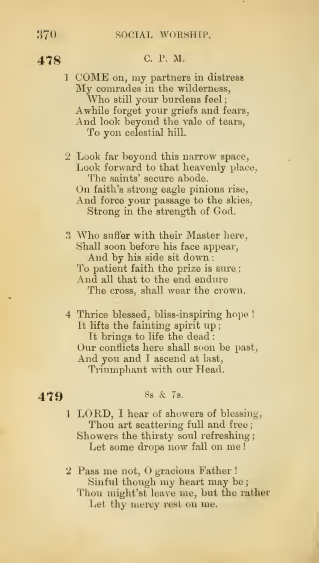 370 SOCIAL WORSHIP.
478 C. P. M.
1 COME on, my partners in distress
My comrades in the wilderness,
Who still your burdens feel;
Awhile forget your griefs and fears,
And look beyond the vale of tears,
To yon celestial hill.
2 Look far beyond this narrow space,
Look forward to that heavenly place,
The saints' secure abode.
On faith's strong eagle pinions rise,
And force your passage to the skies,
Strong in the strength of God.
3 Who suffer with their Master here,
Shall soon before his face appear,
And by his side sit down:
To patient faith the prize is sure;
And all that to the end endure
The cross, shall wear the crown.
4 Thrice blessed, bliss-inspiring hope!
It lifts the fainting spirit up;
It brings to life the dead:
Our conflicts here shall soon be past,
And you and I ascend at last,
Triumphant with our Head.
479 8s & 7s.
1 LORD, I hear of showers of blessing,
Thou art scattering full and free;
Showers the thirsty soul refreshing;
Let some drops now fall on me!
2 Pass me not, O gracious Father!
Sinful though my heart may be;
Thou might'st leave me, but the rather
Let thy mercy rest on me.